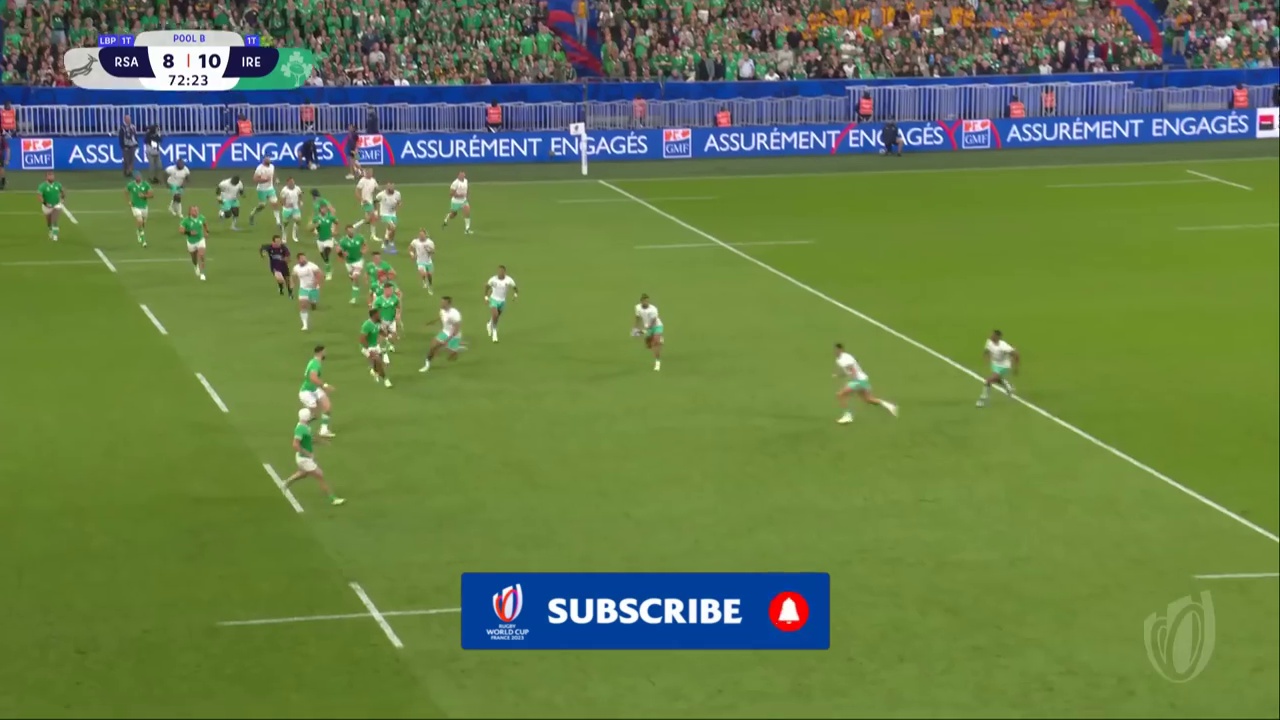 LBP 1T POOL B 1T
RSA 8 | 10 IRE
72:23
GMF ASSURÉMENT ENGAGÉS GMF ASSURÉMENT ENGAGÉS GMF ASSURÉMENT ENGAGÉS GMF ASSURÉMENT ENGAGÉS
RUGBY
WORLD CUP
FRANCE 2023
SUBSCRIBE